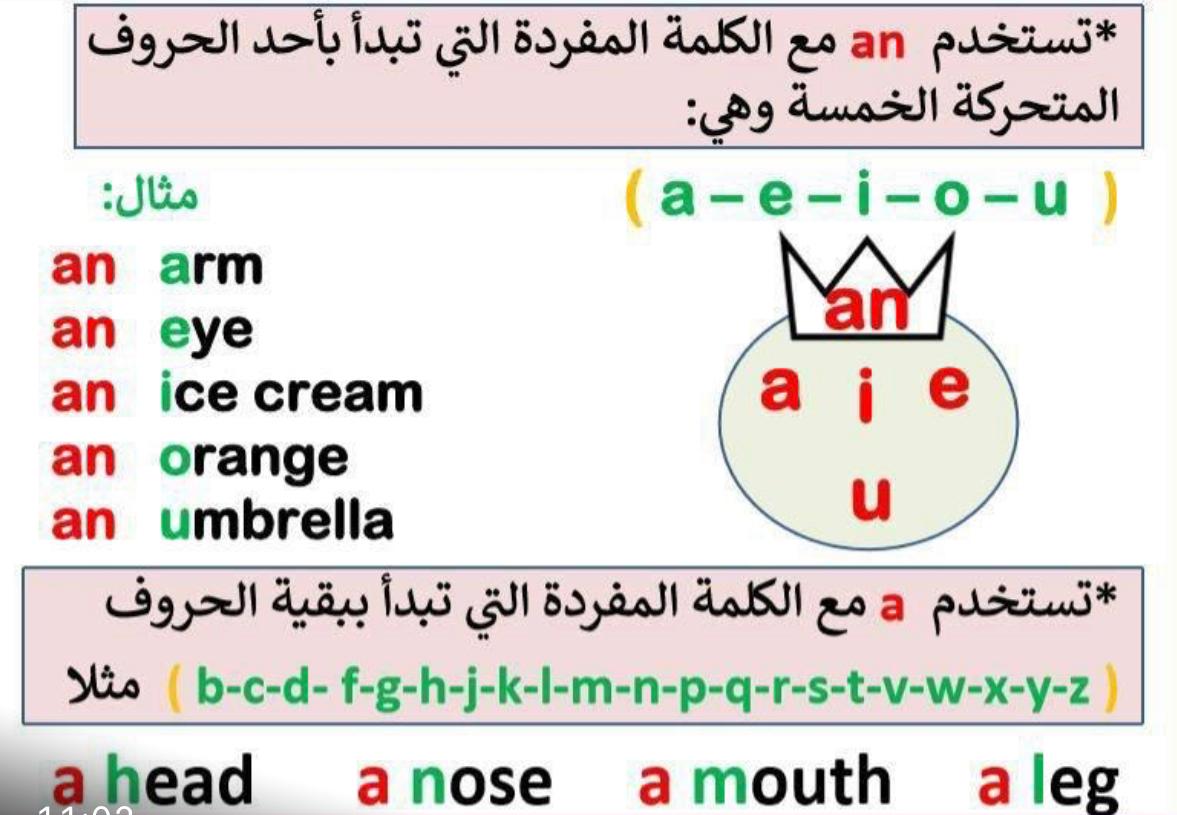 *تستخدم an مع الكلمة المفردة التي تبدأ بأحد الحروف
المتحركة الخمسة وهي:
( a – e – i – o – u )
مثال:
an arm
an eye
an ice cream
an orange
an umbrella
an
a i e
u
*تستخدم a مع الكلمة المفردة التي تبدأ ببقية الحروف
( b-c-d- f-g-h-j-k-l-m-n-p-q-r-s-t-v-w-x-y-z ) مثلا
a head a nose a mouth a leg